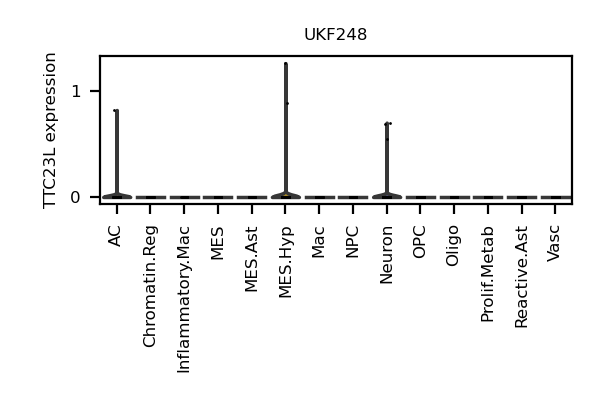 UKF248
TTC23L expression
1
0
AC
Chromatin.Reg
Inflammatory.Mac
MES
MES.Ast
MES.Hyp
Mac
NPC
Neuron
OPC
Oligo
Prolif.Metab
Reactive.Ast
Vasc